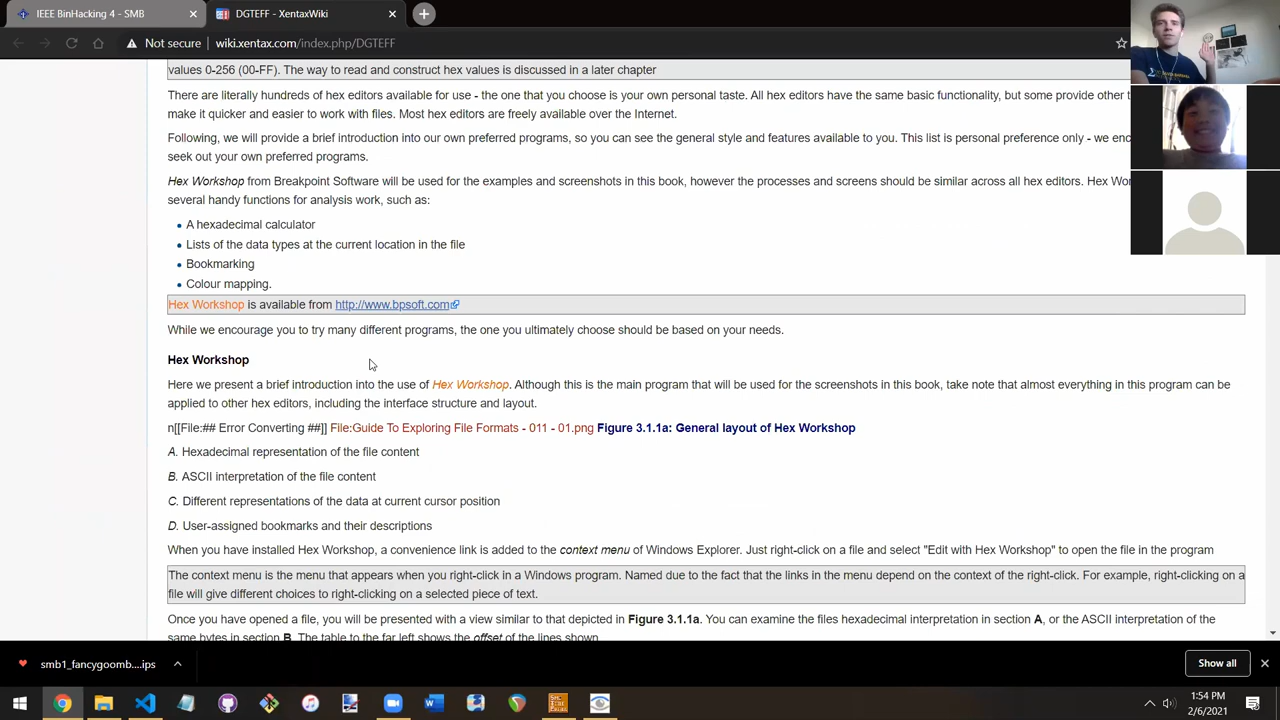 IEEE BinHacking 4 - SMB
DGTEFF - XentaxWiki
Not secure wiki.xentax.com/index.php/DGTEFF
values 0-256 (00-FF). The way to read and construct hex values is discussed in a later chapter
There are literally hundreds of hex editors available for use - the one that you choose is your own personal taste. All hex editors have the same basic functionality, but some provide other t
make it quicker and easier to work with files. Most hex editors are freely available over the Internet.
Following, we will provide a brief introduction into our own preferred programs, so you can see the general style and features available to you. This list is personal preference only - we enc
seek out your own preferred programs.
Hex Workshop from Breakpoint Software will be used for the examples and screenshots in this book, however the processes and screens should be similar across all hex editors. Hex Wor
several handy functions for analysis work, such as:
A hexadecimal calculator
Lists of the data types at the current location in the file
Bookmarking
Colour mapping.
Hex Workshop is available from http://www.bpsoft.com
While we encourage you to try many different programs, the one you ultimately choose should be based on your needs.
Hex Workshop
Here we present a brief introduction into the use of Hex Workshop. Although this is the main program that will be used for the screenshots in this book, take note that almost everything in this program can be
applied to other hex editors, including the interface structure and layout.
n[[File:## Error Converting ##]] File:Guide To Exploring File Formats - 011 - 01.png Figure 3.1.1a: General layout of Hex Workshop
A. Hexadecimal representation of the file content
B. ASCII interpretation of the file content
C. Different representations of the data at current cursor position
D. User-assigned bookmarks and their descriptions
When you have installed Hex Workshop, a convenience link is added to the context menu of Windows Explorer. Just right-click on a file and select "Edit with Hex Workshop" to open the file in the program
The context menu is the menu that appears when you right-click in a Windows program. Named due to the fact that the links in the menu depend on the context of the right-click. For example, right-clicking on a
file will give different choices to right-clicking on a selected piece of text.
Once you have opened a file, you will be presented with a view similar to that depicted in Figure 3.1.1a. You can examine the files hexadecimal interpretation in section A, or the ASCII interpretation of the
same bytes in section B. The table to the far left shows the offset of the lines shown
smb1_fancygoomb....ips
Show all
1:54 PM
2/6/2021